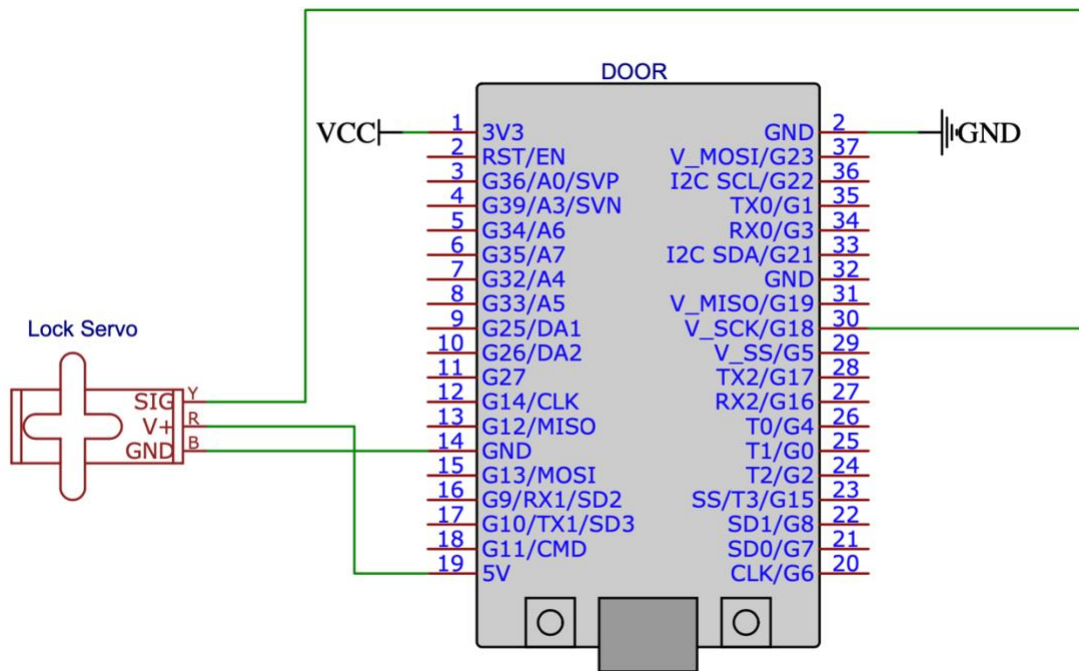 DOOR
VCC
1 3V3 GND 2
GND
2 RST/EN V_MOSI/G23 37
3 G36/A0/SVP I2C SCL/G22 36
4 G39/A3/SVN TX0/G1 35
5 G34/A6 RX0/G3 34
6 G35/A7 I2C SDA/G21 33
7 G32/A4 GND 32
8 G33/A5 V_MISO/G19 31
9 G25/DA1 V_SCK/G18 30
10 G26/DA2 V_SS/G5 29
11 G27 TX2/G17 28
12 G14/CLK RX2/G16 27
13 G12/MISO T0/G4 26
14 GND T1/G0 25
15 G13/MOSI T2/G2 24
16 G9/RX1/SD2 SS/T3/G15 23
17 G10/TX1/SD3 SD1/G8 22
18 G11/CMD SD0/G7 21
19 5V CLK/G6 20
Lock Servo
SIG Y
V+ R
GND B